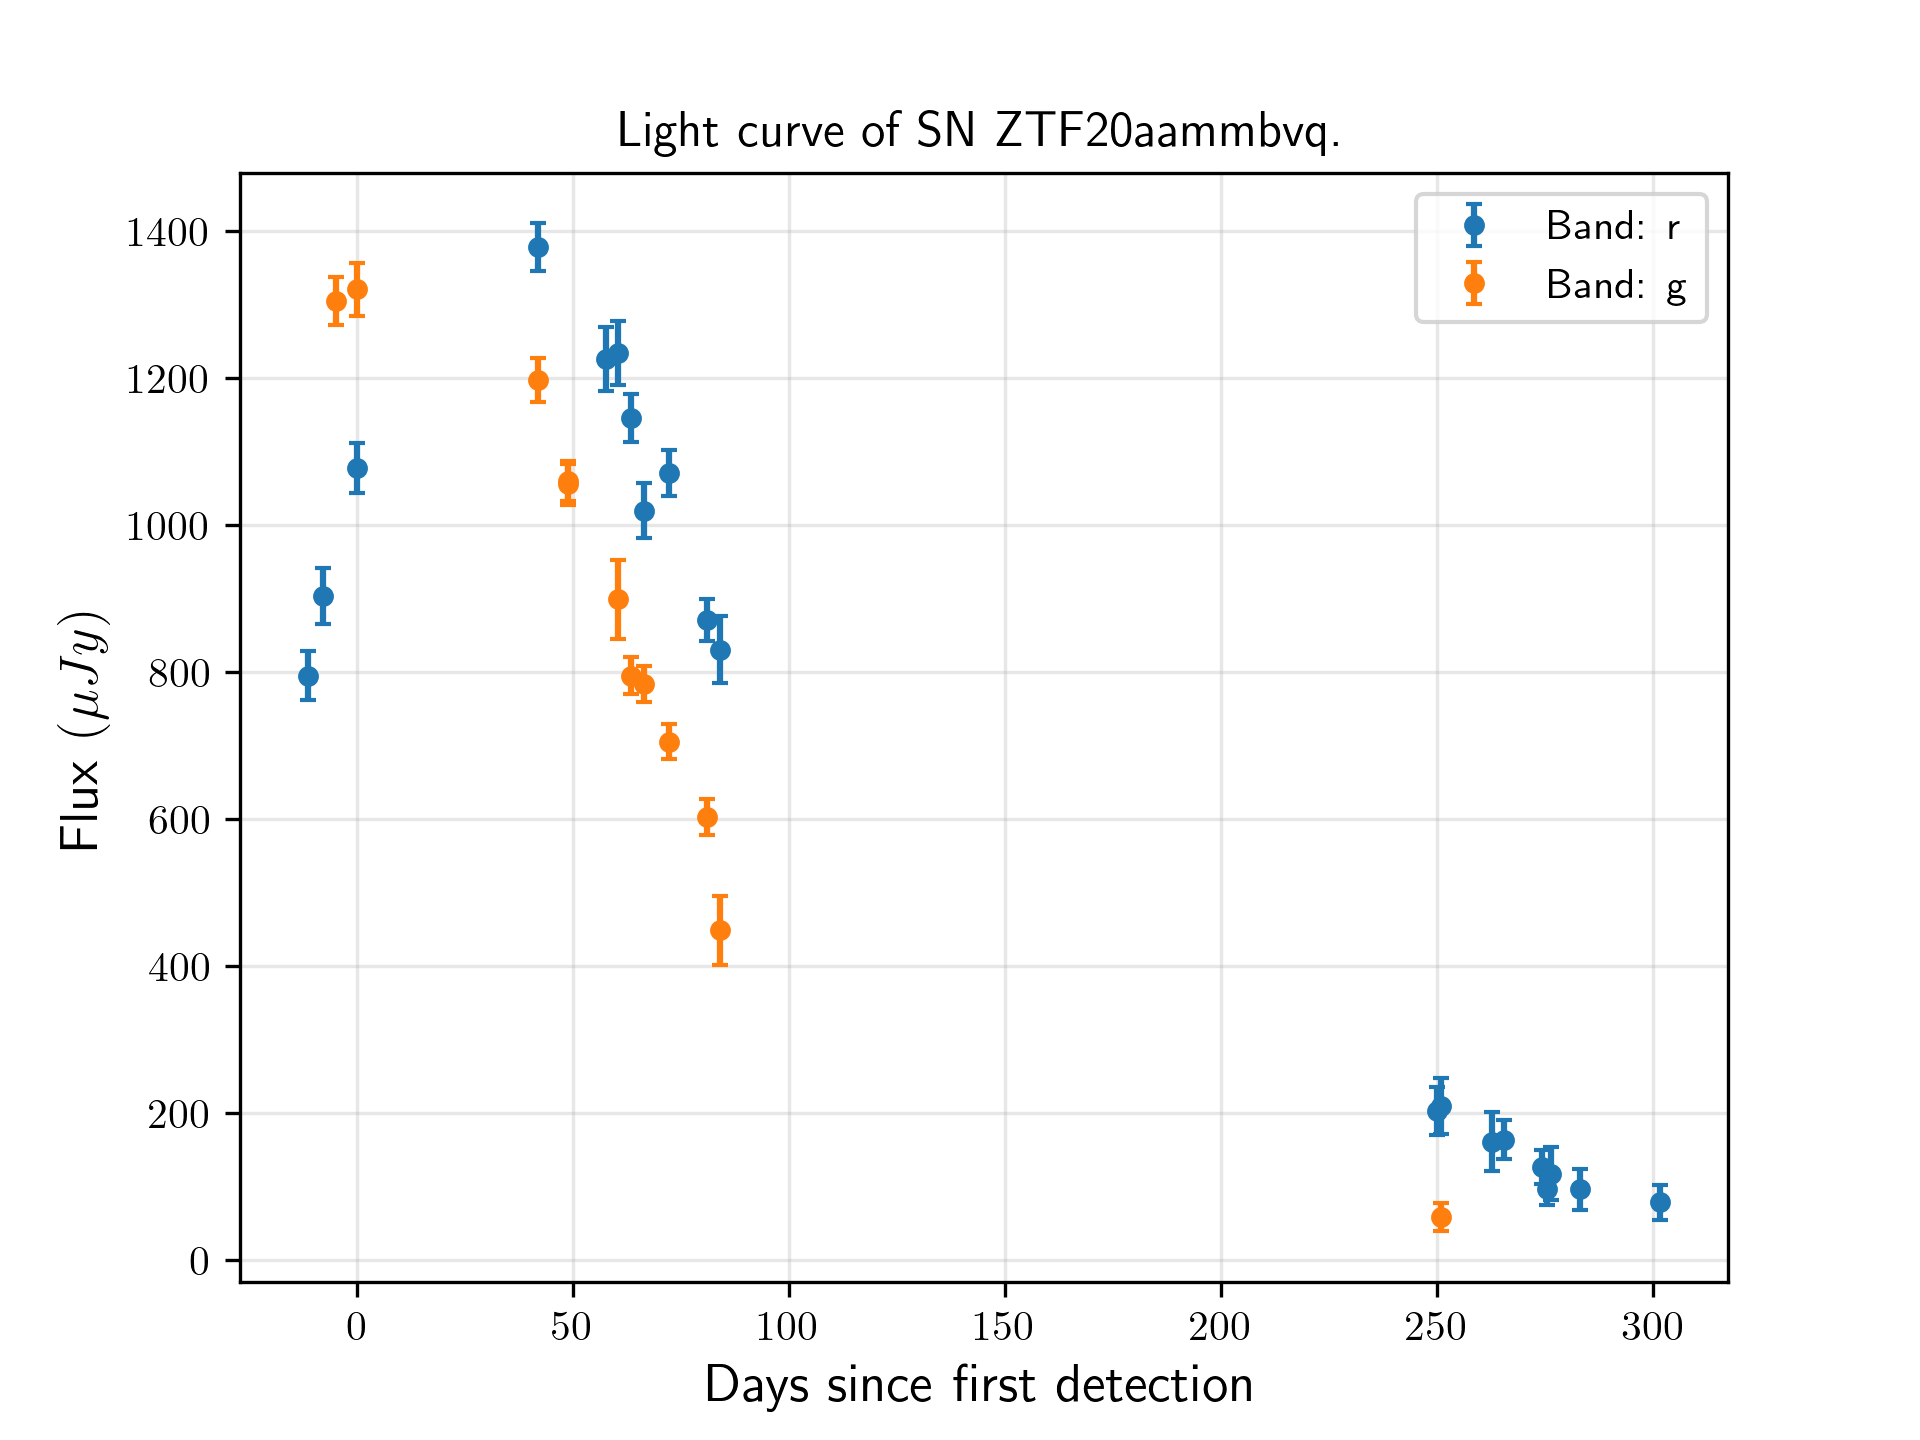 Light curve of SN ZTF20aammbvq.
Band: r
Band: g
1400
1200
1000
800
600
400
200
0
Flux (μJy)
0 50 100 150 200 250 300
Days since first detection